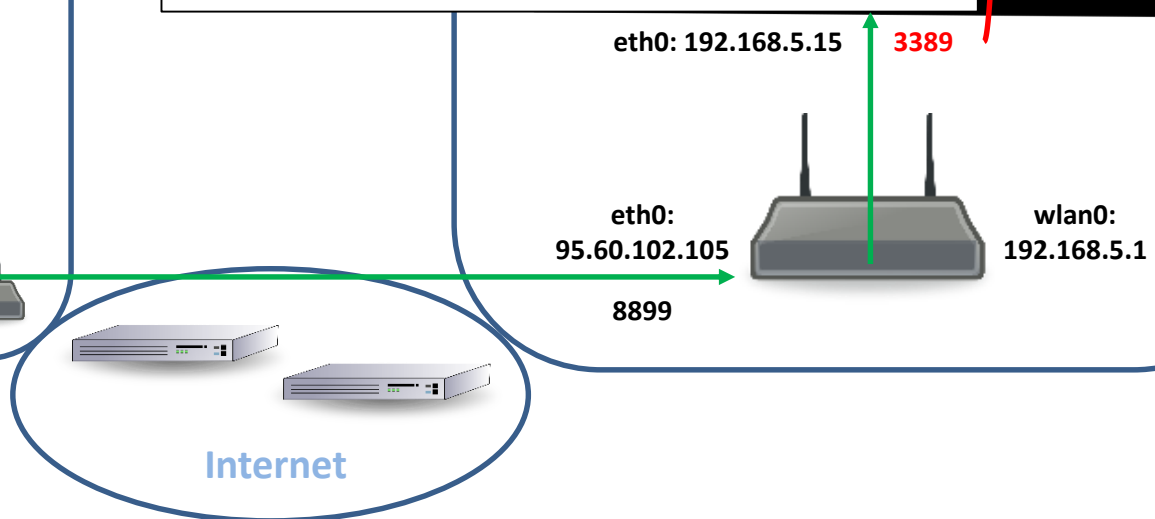 eth0: 192.168.5.15 3389
eth0:
95.60.102.105
wlan0:
192.168.5.1
8899
Internet